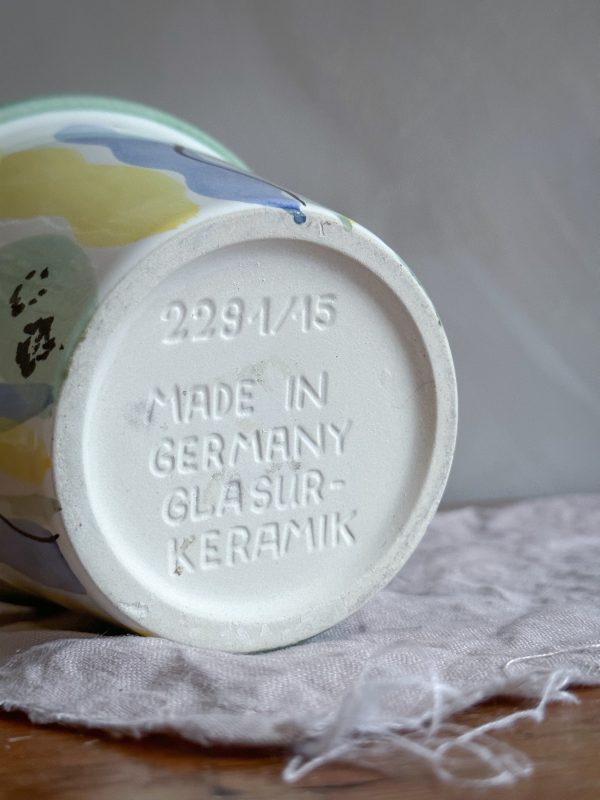 2291/15
MADE IN
GERMANY
GLASUR-
KERAMIK